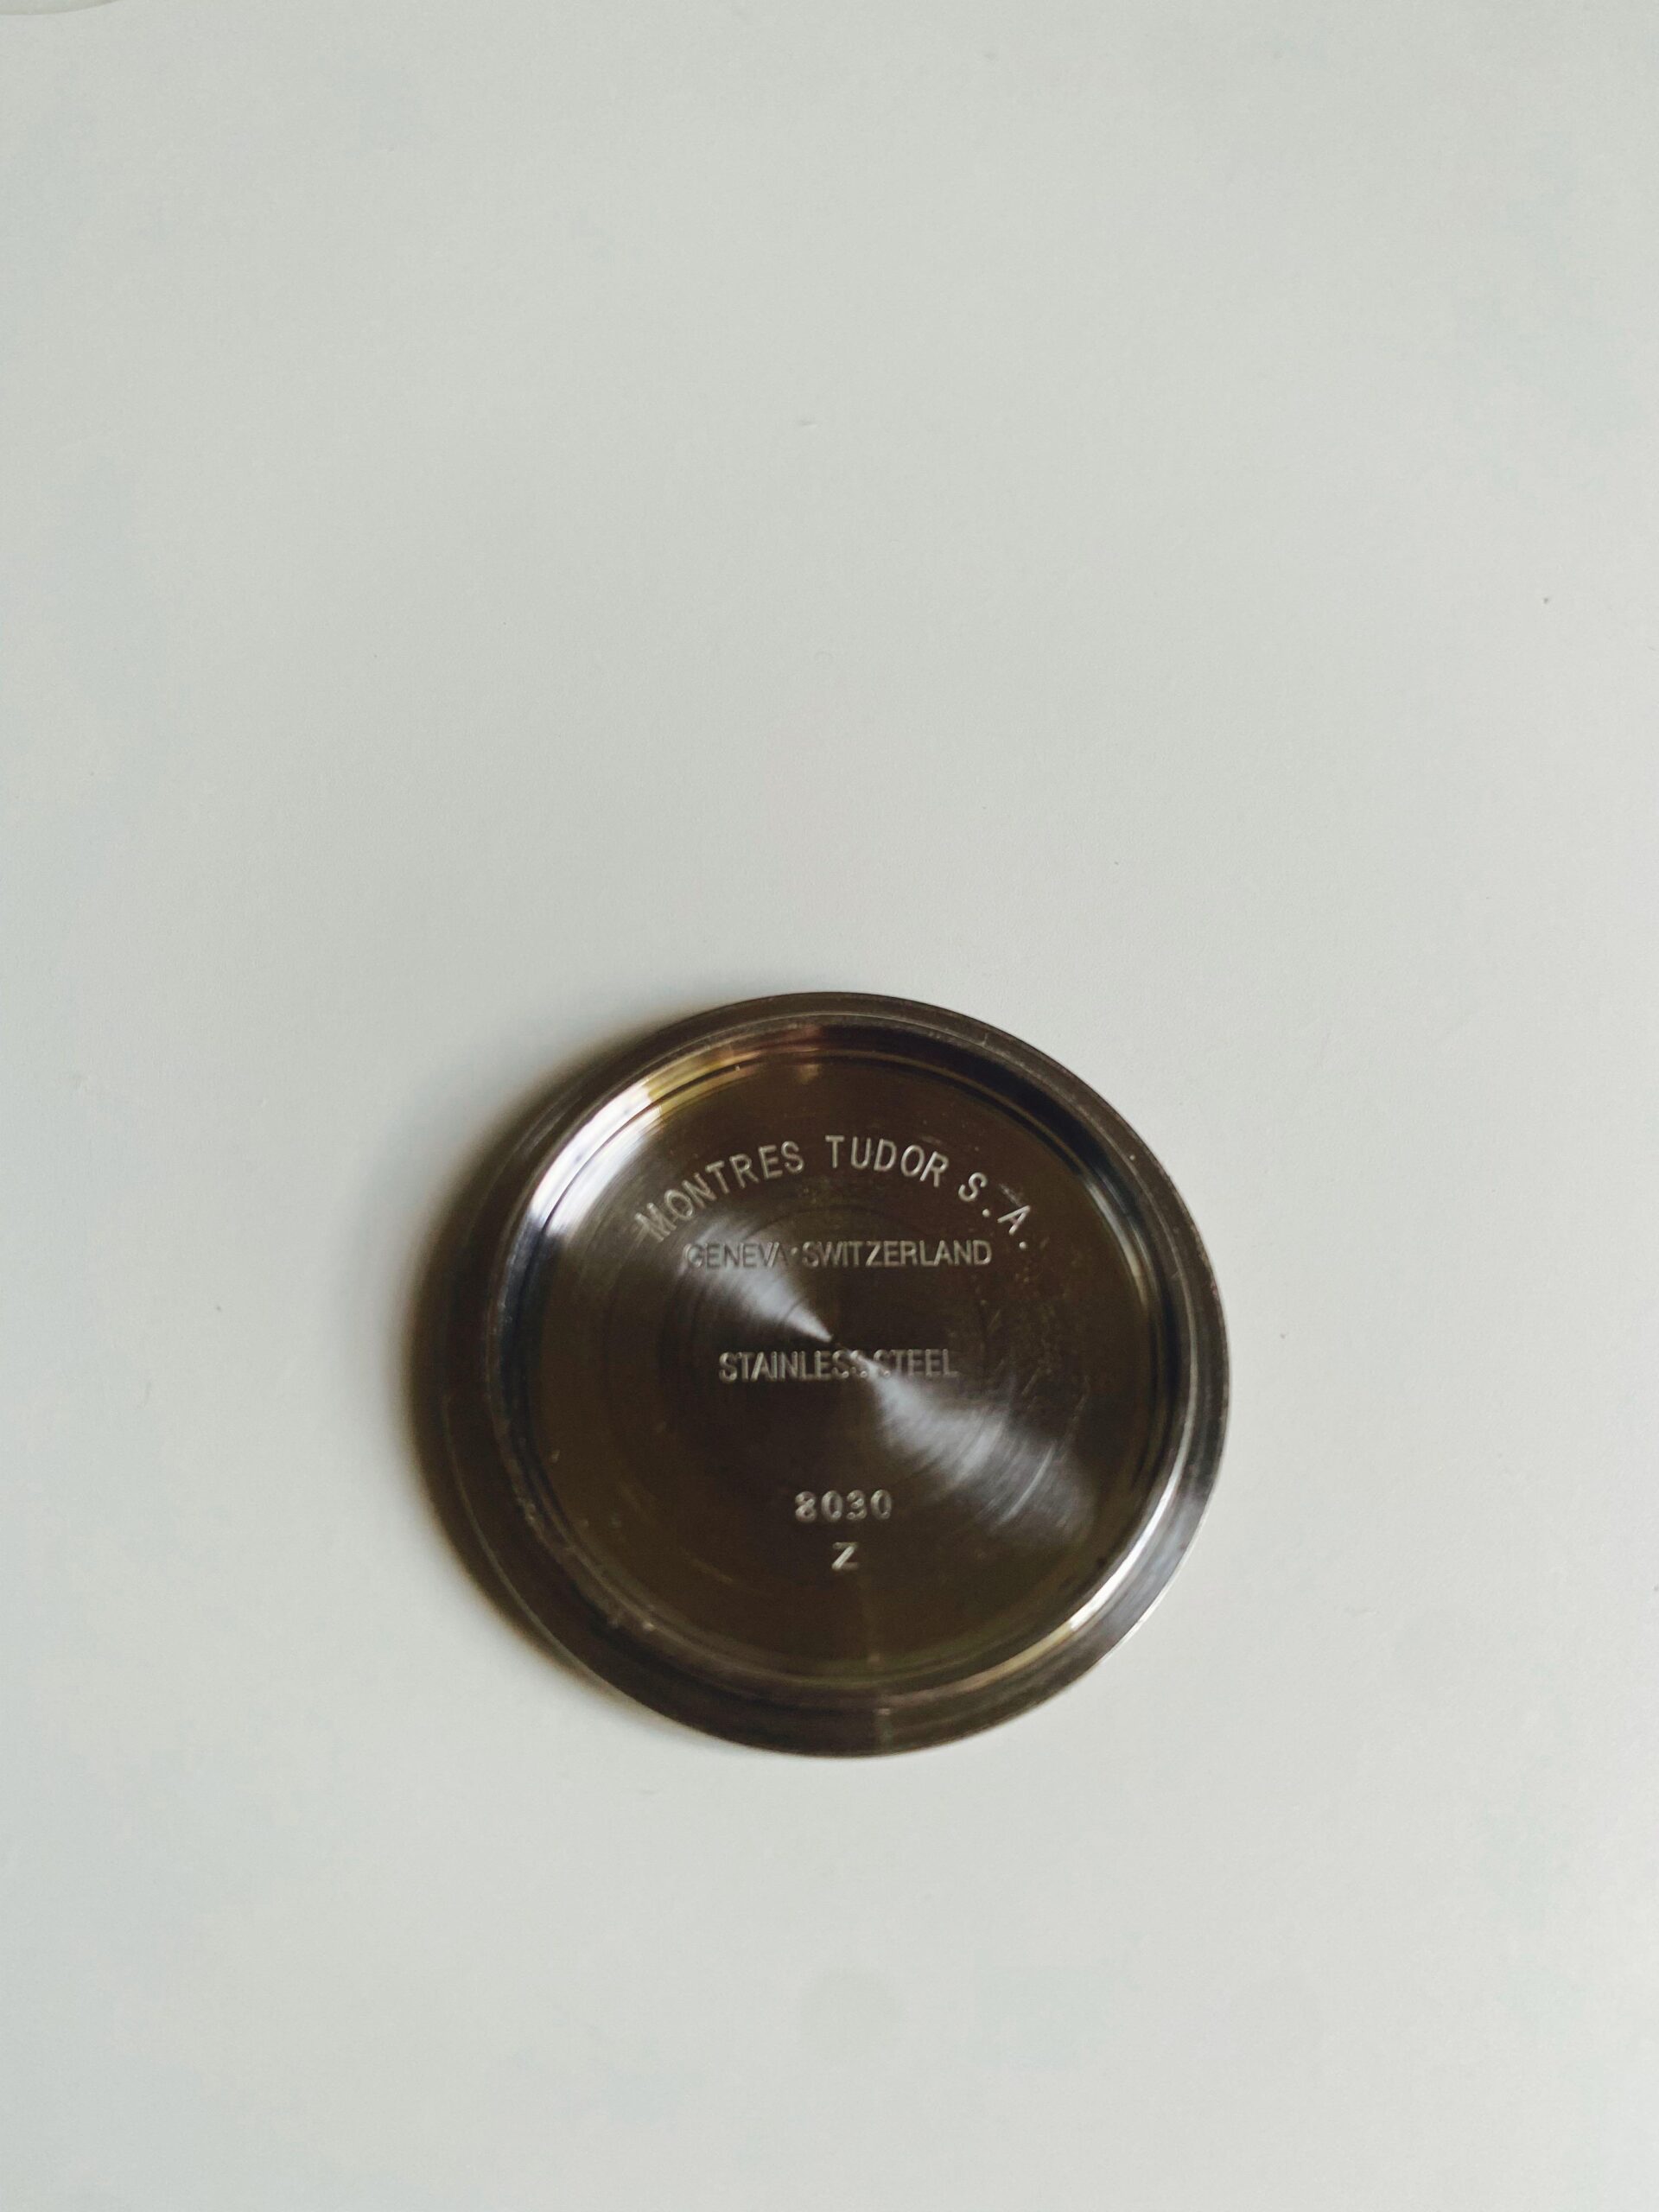 MONTRES TUDOR S.A.
GENEVA·SWITZERLAND
STAINLESS STEEL
8030
Z